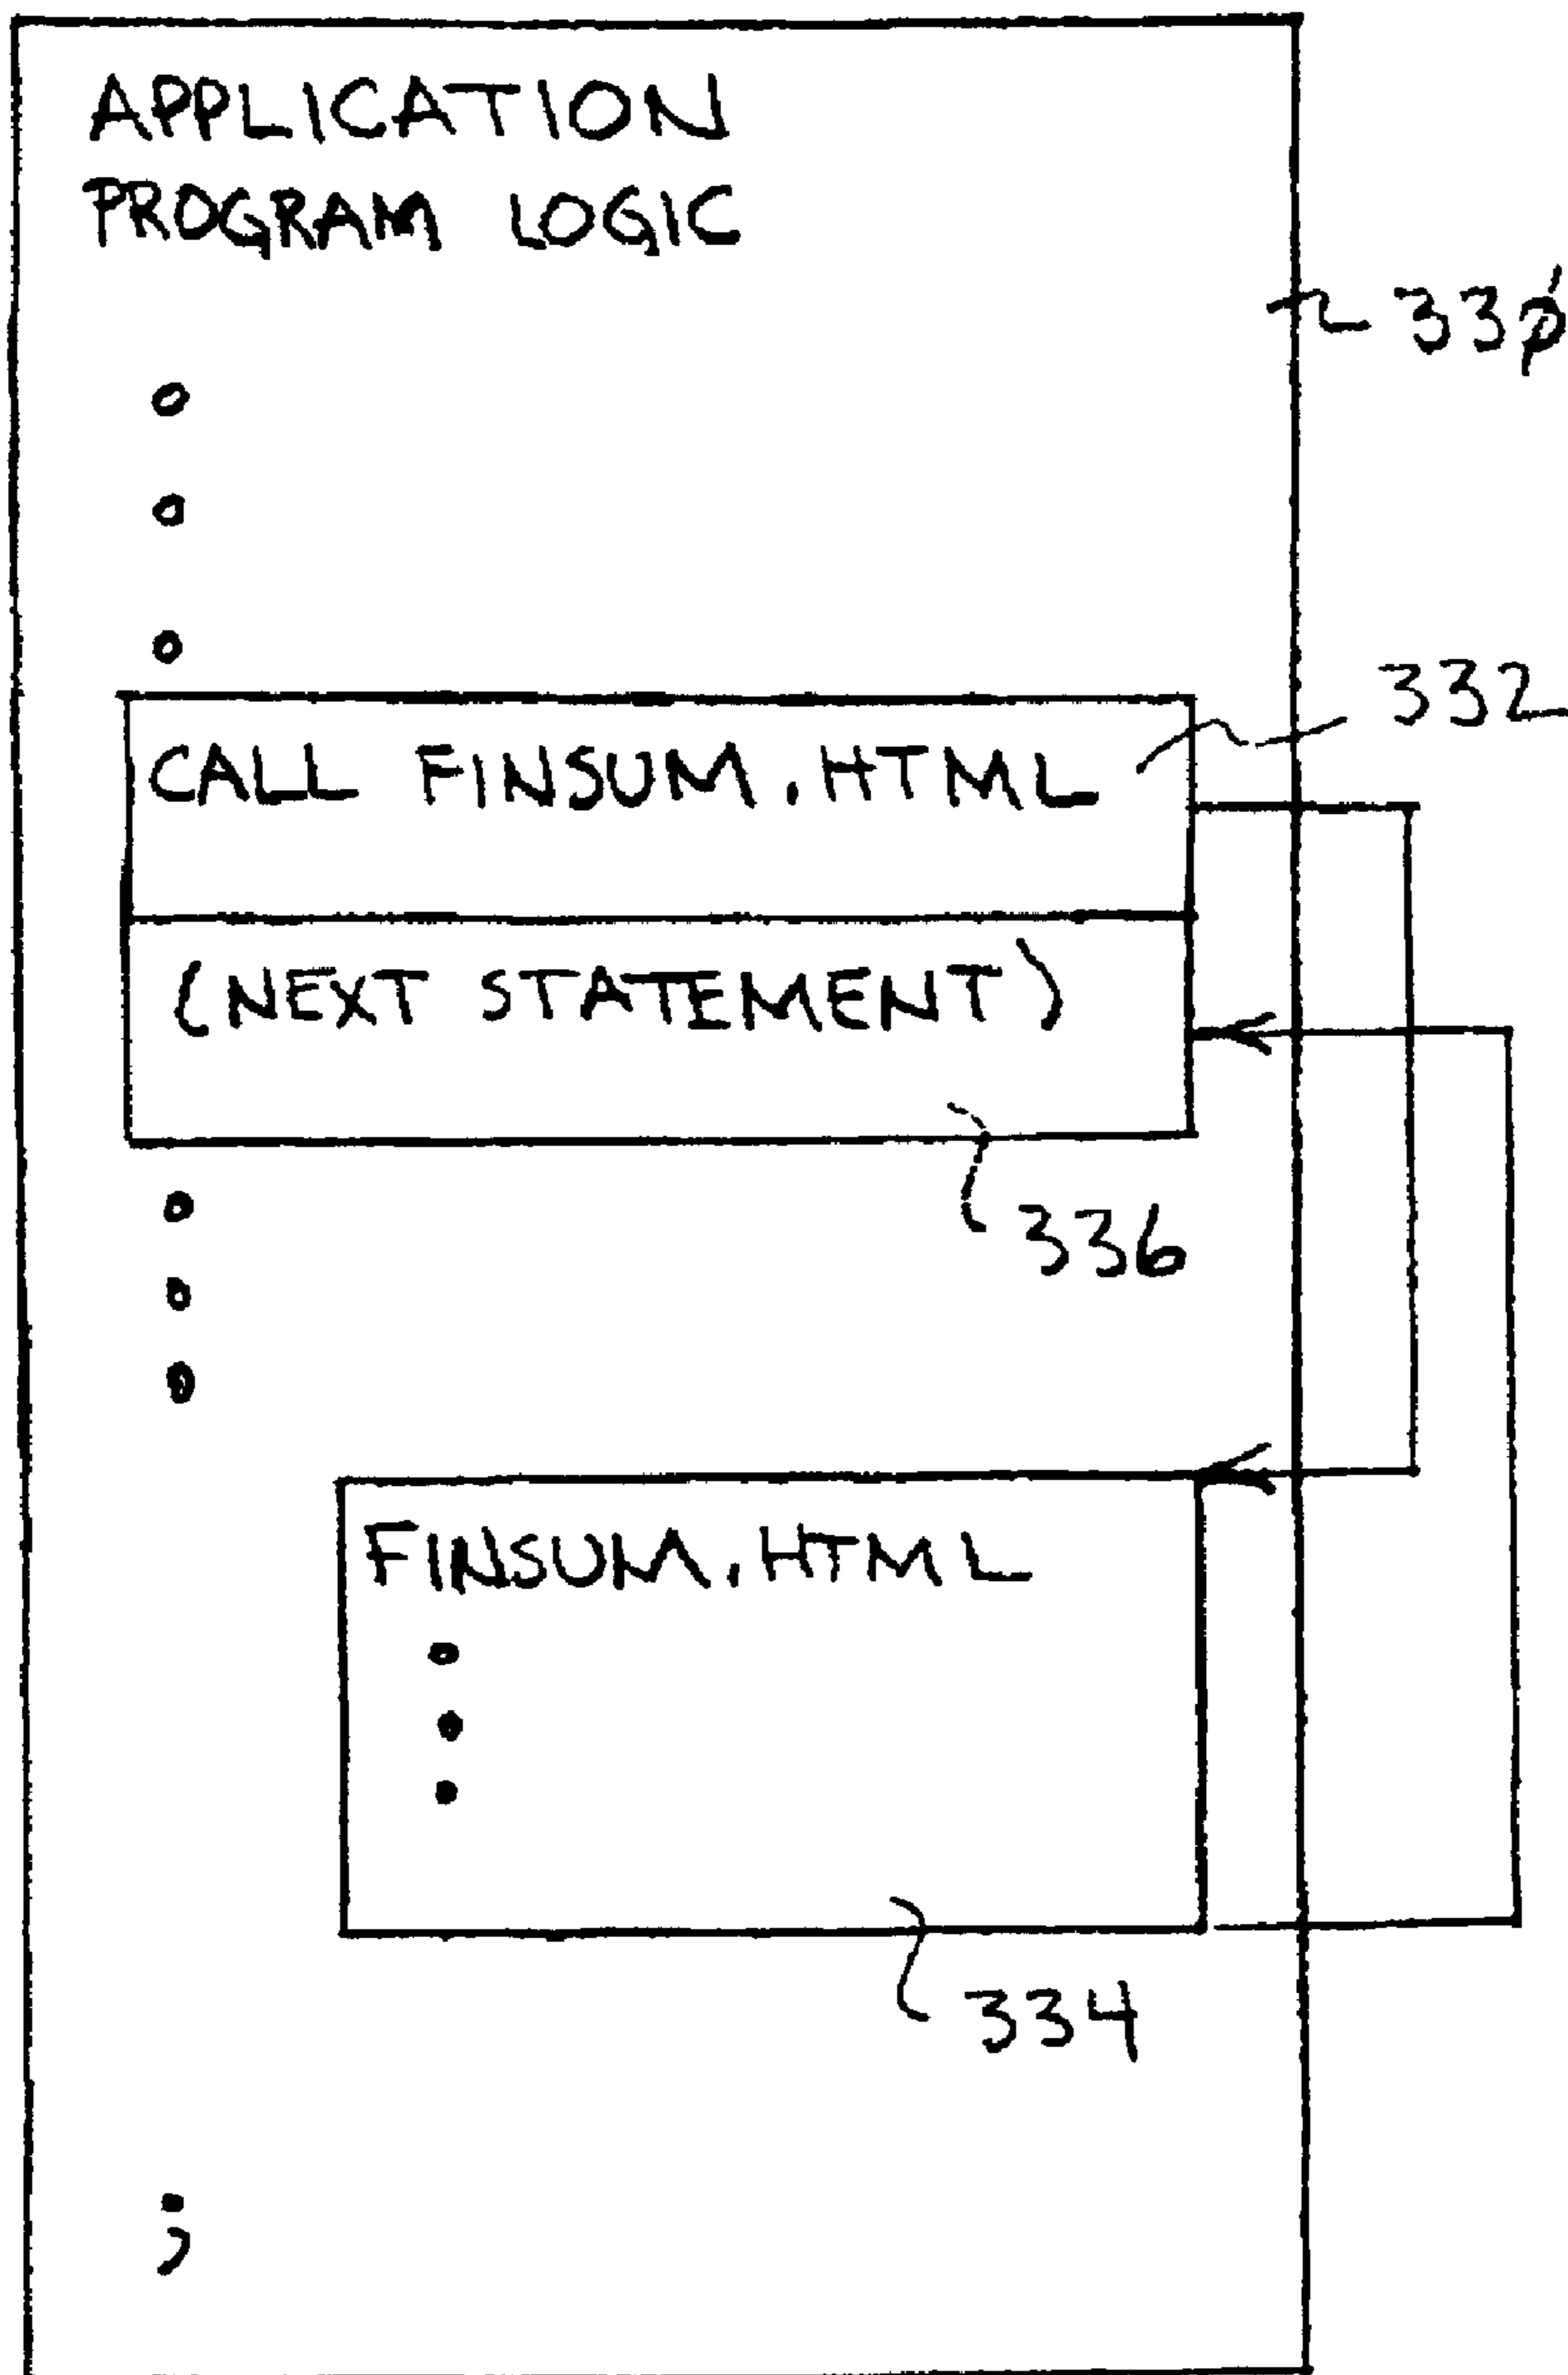 APPLICATION
PROGRAM LOGIC
330
332
CALL FINSUM.HTML
(NEXT STATEMENT)
336
FINSUM.HTML
334
;